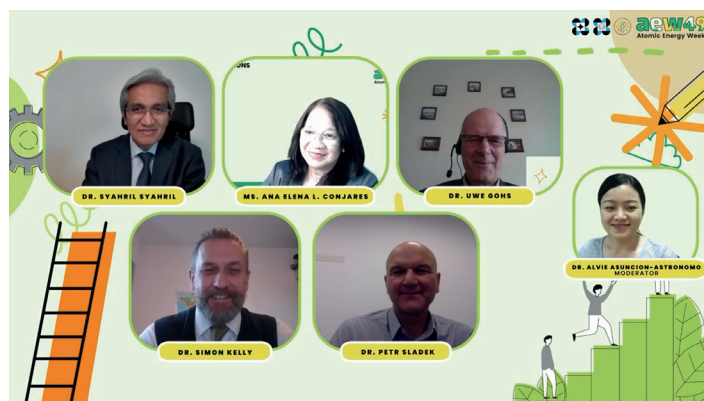 aew49
Atomic Energy Week
DR. SYAHRIL SYAHRIL
MS. ANA ELENA L. CONJARES
DR. UWE GOHS
DR. ALVIE ASUNCION-ASTRONOMO
MODERATOR
DR. SIMON KELLY
DR. PETR SLADEK